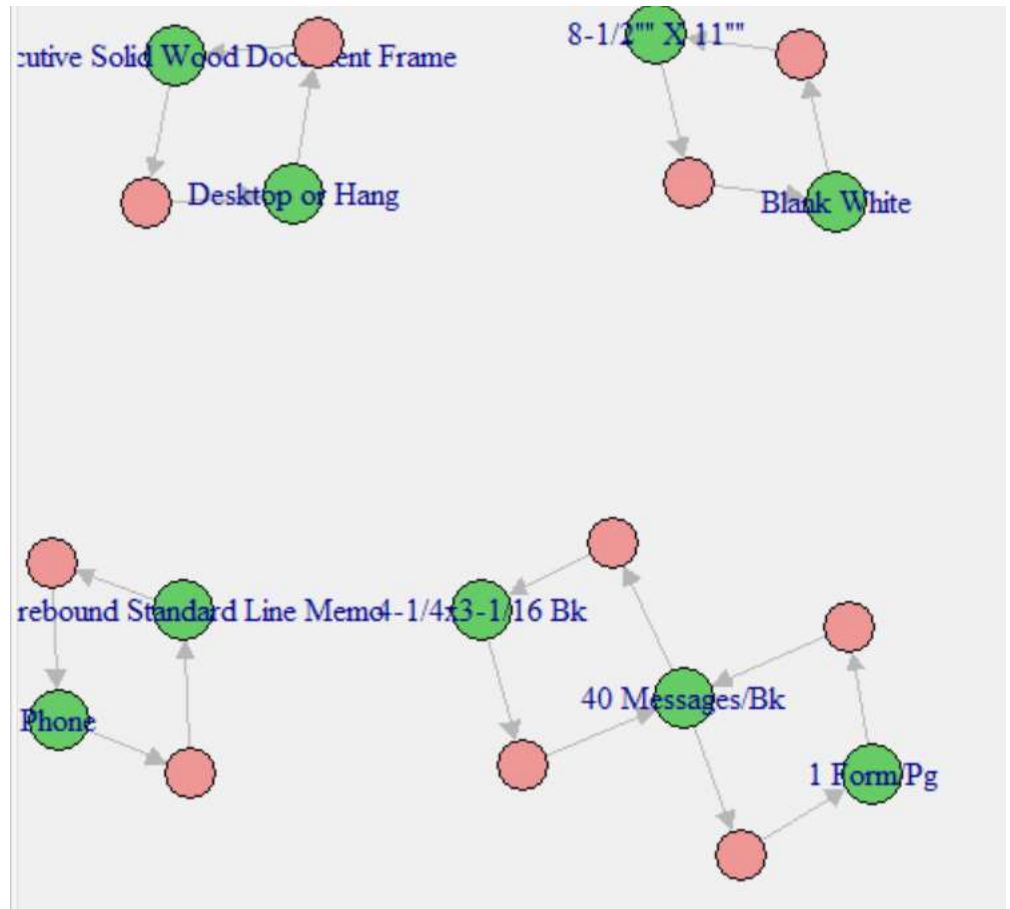 cutive Solid Wood Document Frame
8-1/2"" X 11""
Desktop or Hang
Blank White
rebound Standard Line Memo
4-1/4x3-1/16 Bk
40 Messages/Bk
Phone
1 Form/Pg